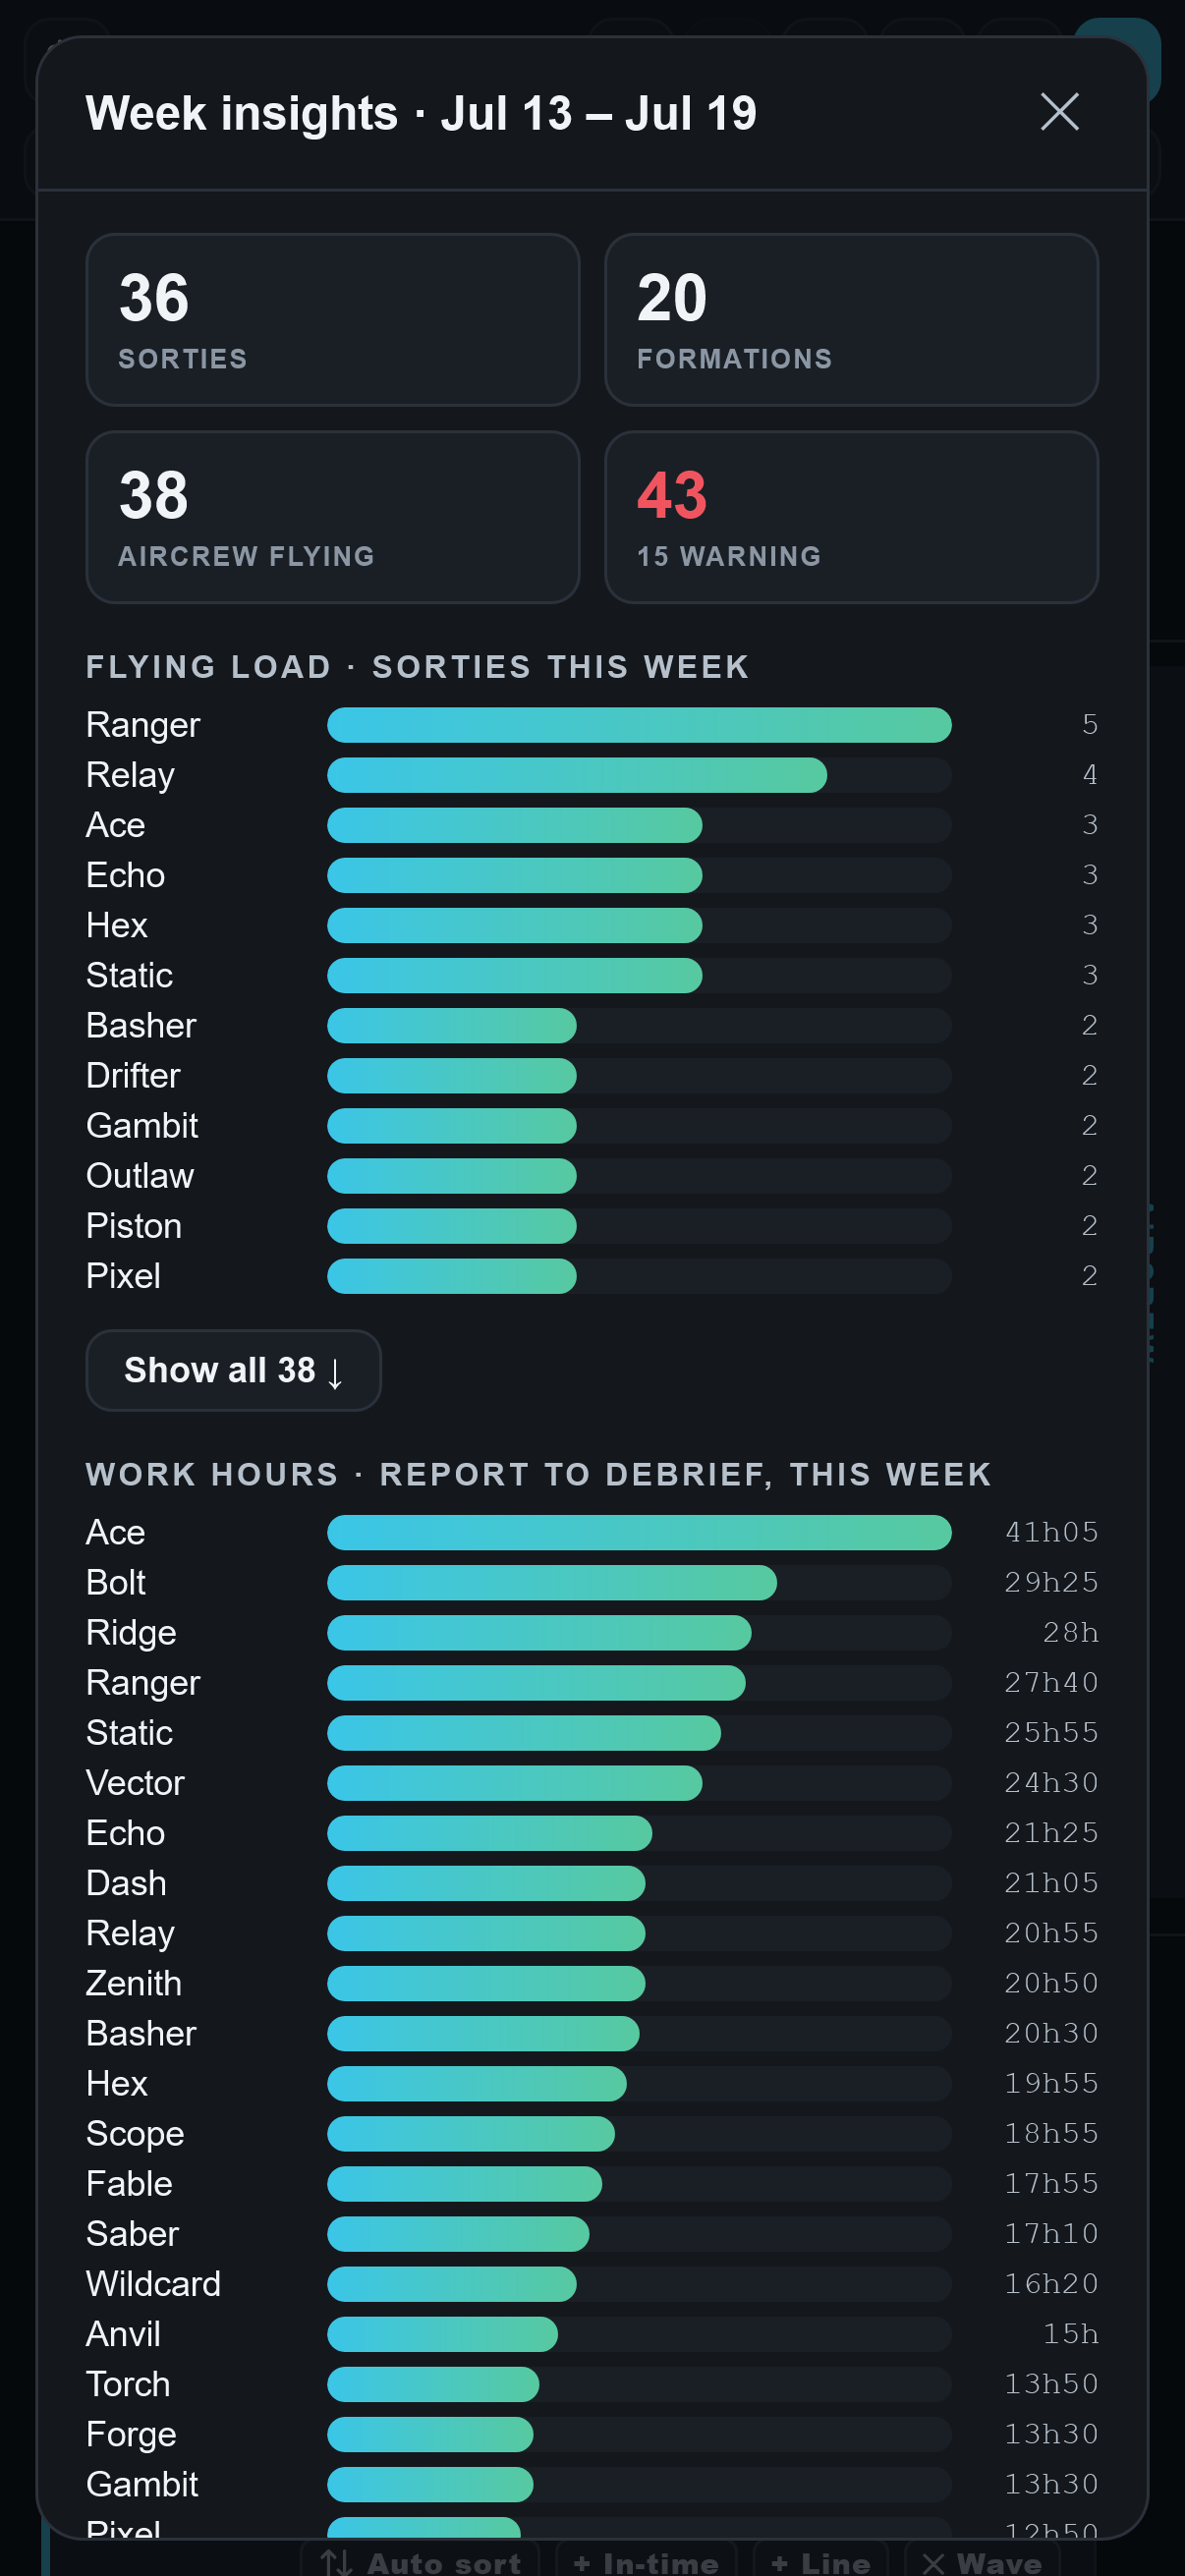 Week insights · Jul 13 – Jul 19
36
SORTIES
20
FORMATIONS
38
AIRCREW FLYING
43
15 WARNING
FLYING LOAD · SORTIES THIS WEEK
Ranger 5
Relay 4
Ace 3
Echo 3
Hex 3
Static 3
Basher 2
Drifter 2
Gambit 2
Outlaw 2
Piston 2
Pixel 2
Show all 38 ↓
WORK HOURS · REPORT TO DEBRIEF, THIS WEEK
Ace 41h05
Bolt 29h25
Ridge 28h
Ranger 27h40
Static 25h55
Vector 24h30
Echo 21h25
Dash 21h05
Relay 20h55
Zenith 20h50
Basher 20h30
Hex 19h55
Scope 18h55
Fable 17h55
Saber 17h10
Wildcard 16h20
Anvil 15h
Torch 13h50
Forge 13h30
Gambit 13h30
Pixel 12h50
Auto sort + In-time + Line × Wave